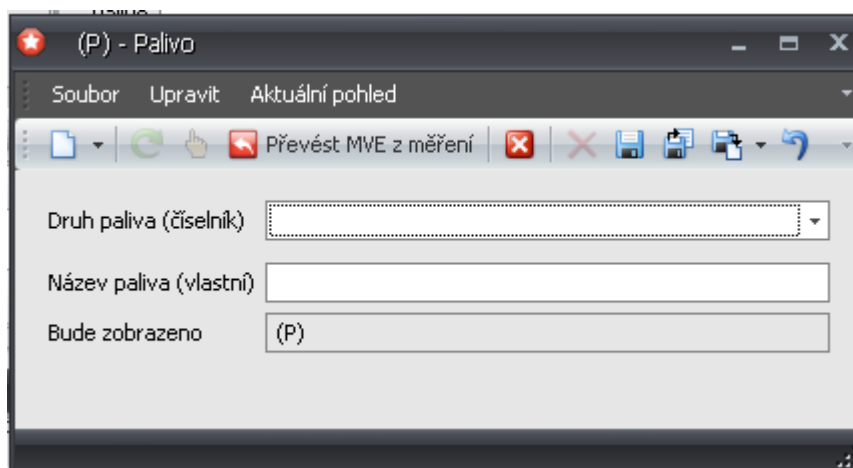 (P) - Palivo
Soubor Upravit Aktuální pohled
Převést MVE z měření
Druh paliva (číselník)
Název paliva (vlastní)
Bude zobrazeno (P)